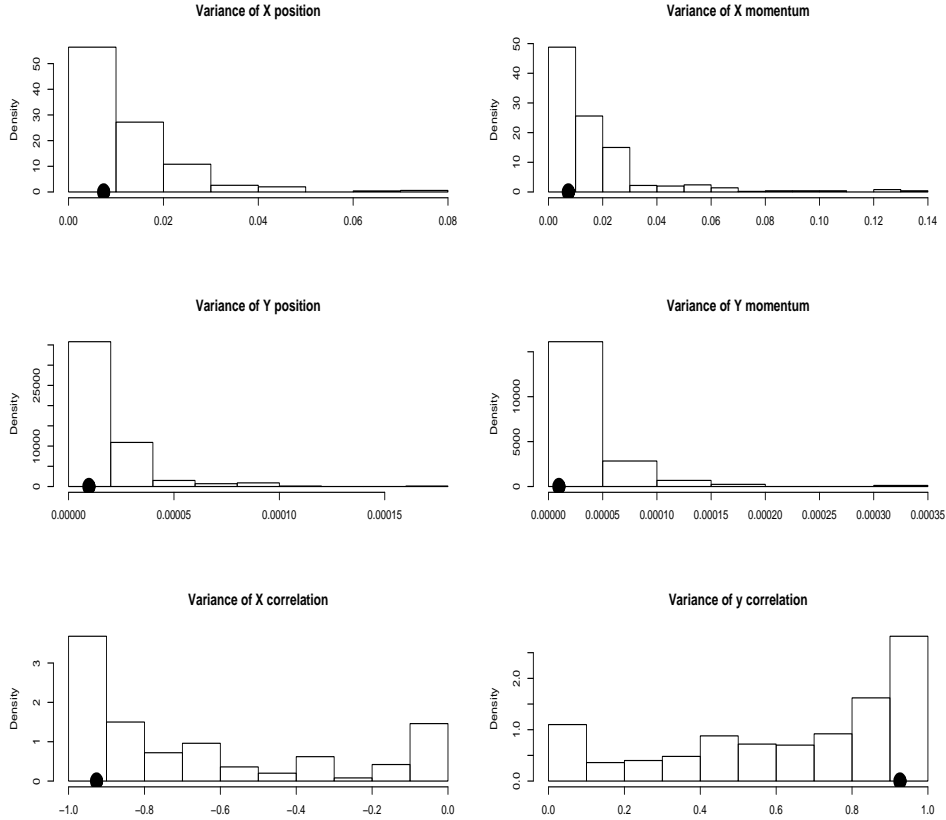 Variance of X position
Density
0 10 20 30 40 50
0.00 0.02 0.04 0.06 0.08
Variance of X momentum
Density
0 10 20 30 40 50
0.00 0.02 0.04 0.06 0.08 0.10 0.12 0.14
Variance of Y position
Density
0 10000 25000
0.00000 0.00005 0.00010 0.00015
Variance of Y momentum
Density
0 5000 10000
0.00000 0.00005 0.00010 0.00015 0.00020 0.00025 0.00030 0.00035
Variance of X correlation
Density
0 1 2 3
−1.0 −0.8 −0.6 −0.4 −0.2 0.0
Variance of y correlation
Density
0.0 1.0 2.0
0.0 0.2 0.4 0.6 0.8 1.0